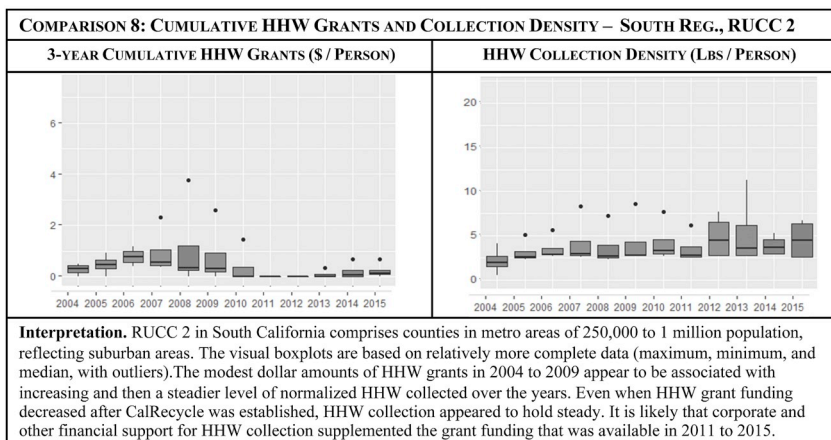 COMPARISON 8: CUMULATIVE HHW GRANTS AND COLLECTION DENSITY – SOUTH REG., RUCC 2
3-YEAR CUMULATIVE HHW GRANTS ($ / PERSON)
HHW COLLECTION DENSITY (LBS / PERSON)
6
4
2
0
2004 2005 2006 2007 2008 2009 2010 2011 2012 2013 2014 2015
20
15
10
5
0
2004 2005 2006 2007 2008 2009 2010 2011 2012 2013 2014 2015
Interpretation. RUCC 2 in South California comprises counties in metro areas of 250,000 to 1 million population,
reflecting suburban areas. The visual boxplots are based on relatively more complete data (maximum, minimum, and
median, with outliers).The modest dollar amounts of HHW grants in 2004 to 2009 appear to be associated with
increasing and then a steadier level of normalized HHW collected over the years. Even when HHW grant funding
decreased after CalRecycle was established, HHW collection appeared to hold steady. It is likely that corporate and
other financial support for HHW collection supplemented the grant funding that was available in 2011 to 2015.